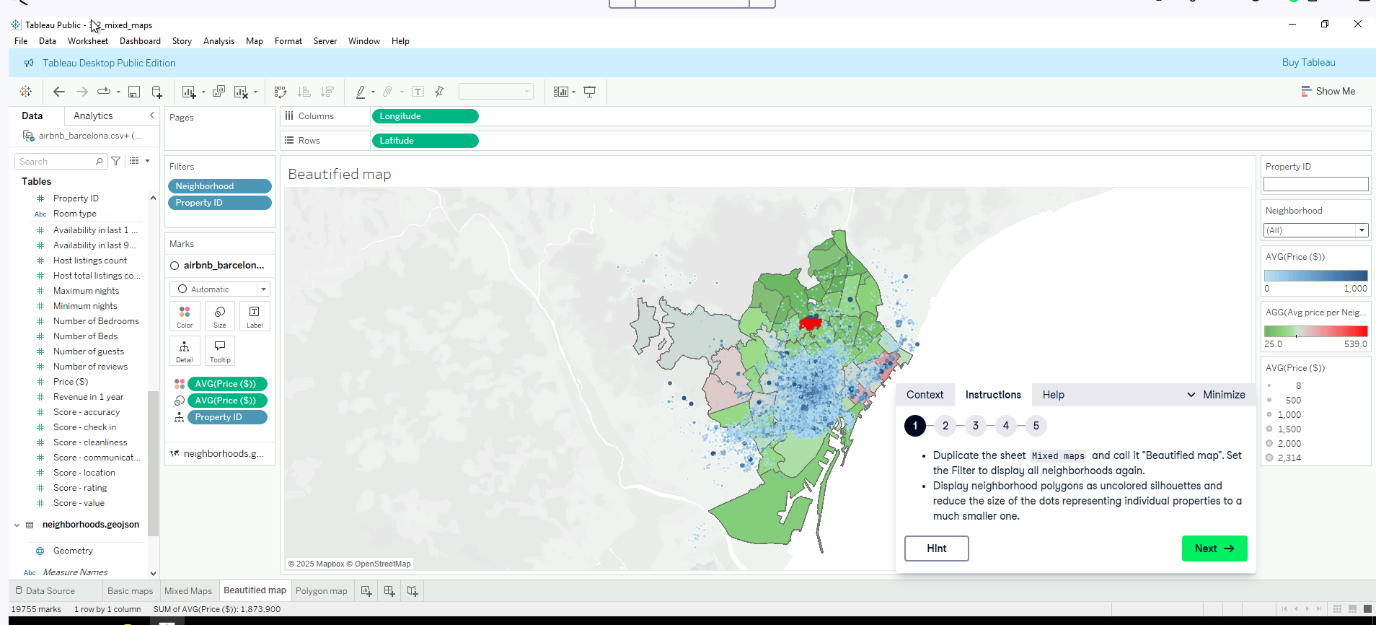 Tableau Public - 3_2_mixed_maps
File Data Worksheet Dashboard Story Analysis Map Format Server Window Help
Tableau Desktop Public Edition
Buy Tableau
Show Me
Data Analytics
airbnb_barcelona.csv+ (...
Search
Tables
# Property ID
Abc Room type
# Availability in last 1 ...
# Availability in last 9...
# Host listings count
# Host total listings co...
# Maximum nights
# Minimum nights
# Number of Bedrooms
# Number of Beds
# Number of guests
# Number of reviews
# Price ($)
# Revenue in 1 year
# Score - accuracy
# Score - check in
# Score - cleanliness
# Score - communicat...
# Score - location
# Score - rating
# Score - value
neighborhoods.geojson
Geometry
Abc Measure Names
Pages
Filters
Neighborhood
Property ID
Marks
airbnb_barcelon...
Automatic
Color Size Label
Detail Tooltip
AVG(Price ($))
AVG(Price ($))
Property ID
neighborhoods.g...
Columns Longitude
Rows Latitude
Beautified map
© 2025 Mapbox © OpenStreetMap
Property ID
Neighborhood
(All)
AVG(Price ($))
0 1,000
AGG(Avg price per Neig...
25.0 539.0
AVG(Price ($))
8
500
1,000
1,500
2,000
2,314
Context Instructions Help Minimize
1 2 3 4 5
• Duplicate the sheet Mixed maps and call it "Beautified map". Set
the Filter to display all neighborhoods again.
• Display neighborhood polygons as uncolored silhouettes and
reduce the size of the dots representing individual properties to a
much smaller one.
Hint
Next →
Data Source Basic maps Mixed Maps Beautified map Polygon map
19755 marks 1 row by 1 column SUM of AVG(Price ($)): 1,873,900